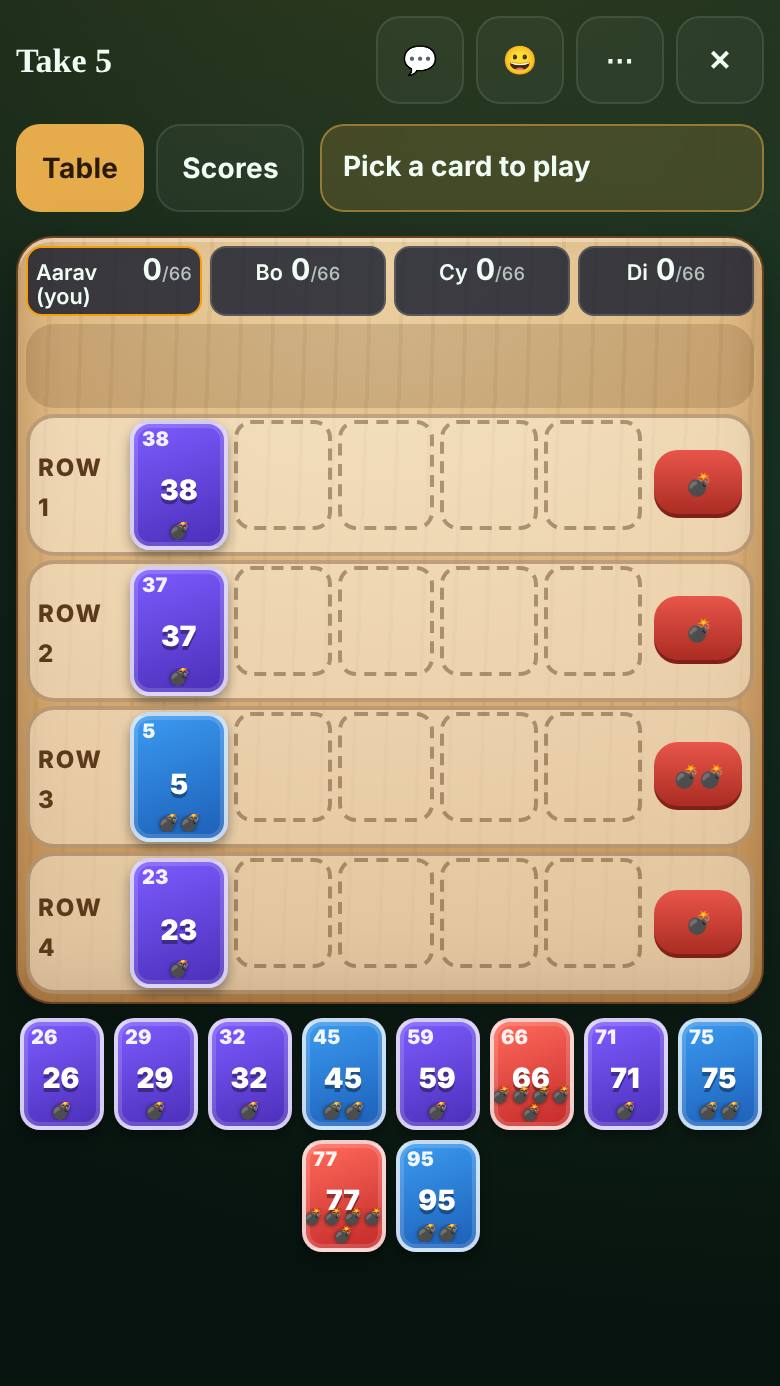 Take 5
Table
Scores
Pick a card to play
Aarav (you) 0/66
Bo 0/66
Cy 0/66
Di 0/66
ROW 1
38
38
ROW 2
37
37
ROW 3
5
5
ROW 4
23
23
26 29 32 45 59 66 71 75
26 29 32 45 59 66 71 75
77 95
77 95